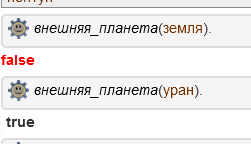 внешняя_планета(земля).
false
внешняя_планета(уран).
true